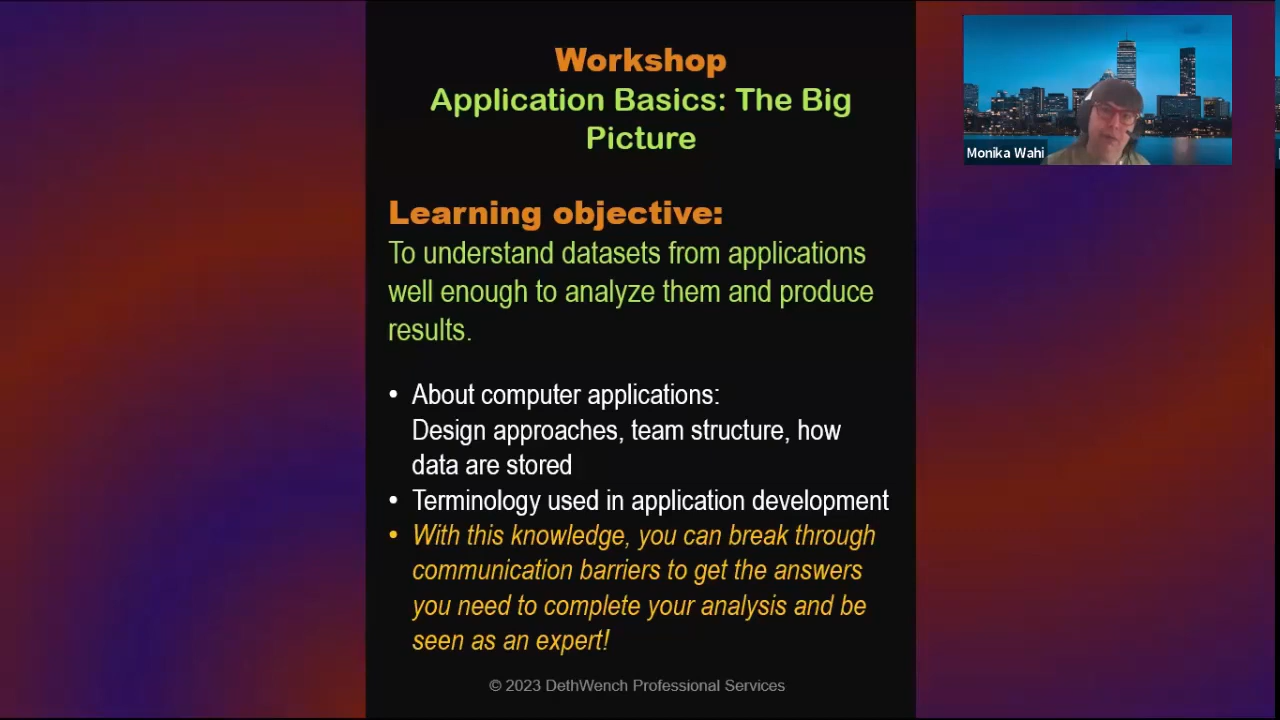 Workshop
Application Basics: The Big
Picture
Monika Wahi
Learning objective:
To understand datasets from applications
well enough to analyze them and produce
results.
• About computer applications:
Design approaches, team structure, how
data are stored
• Terminology used in application development
• With this knowledge, you can break through
communication barriers to get the answers
you need to complete your analysis and be
seen as an expert!
© 2023 DethWench Professional Services